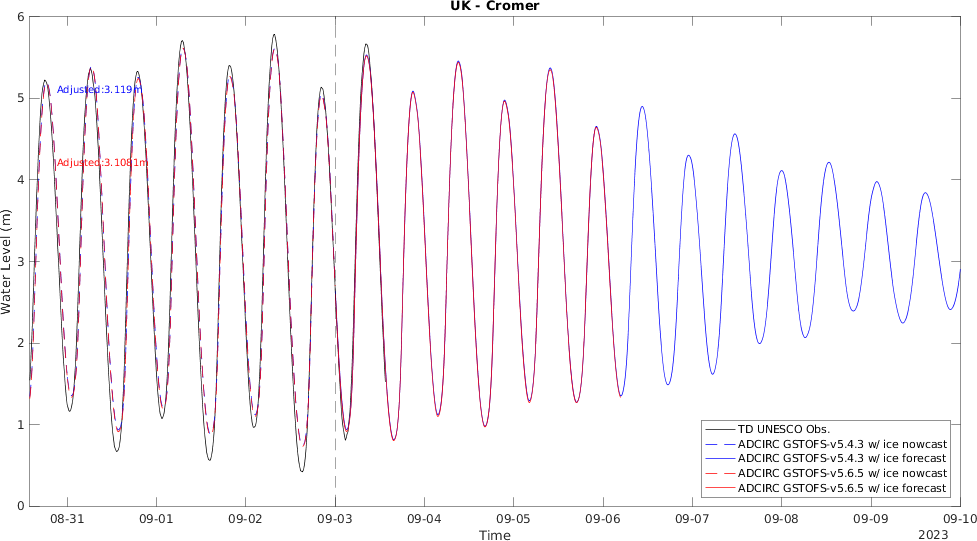 UK - Cromer
6
5
4
3
2
1
0
Water Level (m)
Adjusted:3.119m
Adjusted:3.1081m
TD UNESCO Obs.
ADCIRC GSTOFS-v5.4.3 w/ ice nowcast
ADCIRC GSTOFS-v5.4.3 w/ ice forecast
ADCIRC GSTOFS-v5.6.5 w/ ice nowcast
ADCIRC GSTOFS-v5.6.5 w/ ice forecast
08-31 09-01 09-02 09-03 09-04 09-05 09-06 09-07 09-08 09-09 09-10
Time
2023